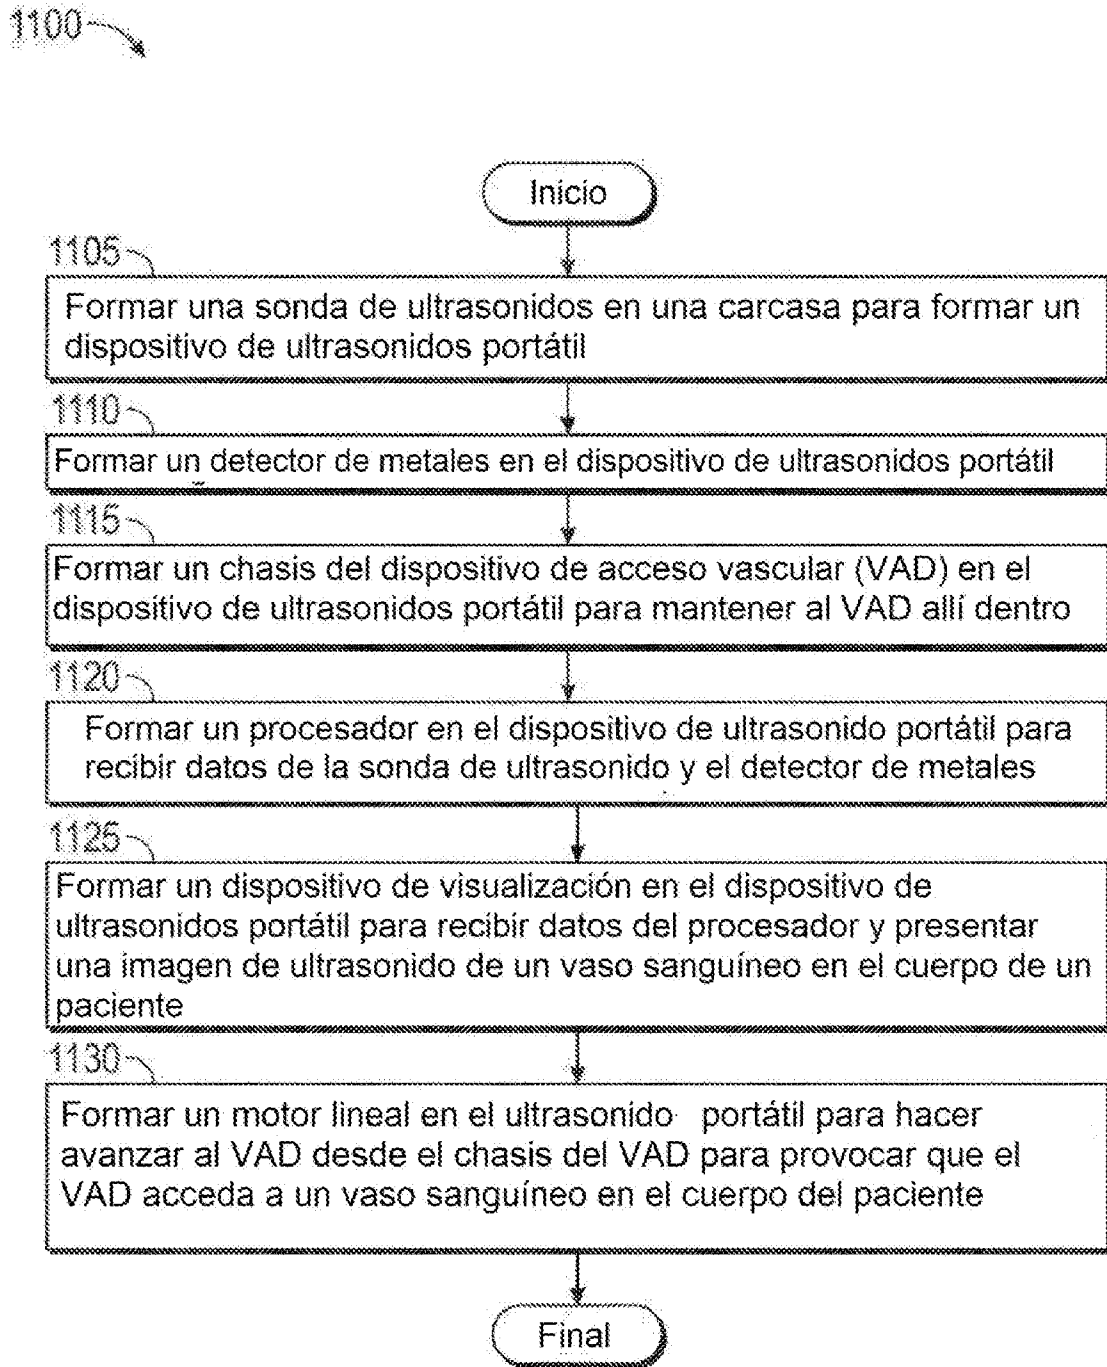 1100
Inicio
1105
Formar una sonda de ultrasonidos en una carcasa para formar un
dispositivo de ultrasonidos portátil
1110
Formar un detector de metales en el dispositivo de ultrasonidos portátil
1115
Formar un chasis del dispositivo de acceso vascular (VAD) en el
dispositivo de ultrasonidos portátil para mantener al VAD allí dentro
1120
Formar un procesador en el dispositivo de ultrasonido portátil para
recibir datos de la sonda de ultrasonido y el detector de metales
1125
Formar un dispositivo de visualización en el dispositivo de
ultrasonidos portátil para recibir datos del procesador y presentar
una imagen de ultrasonido de un vaso sanguíneo en el cuerpo de un
paciente
1130
Formar un motor lineal en el ultrasonido portátil para hacer
avanzar al VAD desde el chasis del VAD para provocar que el
VAD acceda a un vaso sanguíneo en el cuerpo del paciente
Final